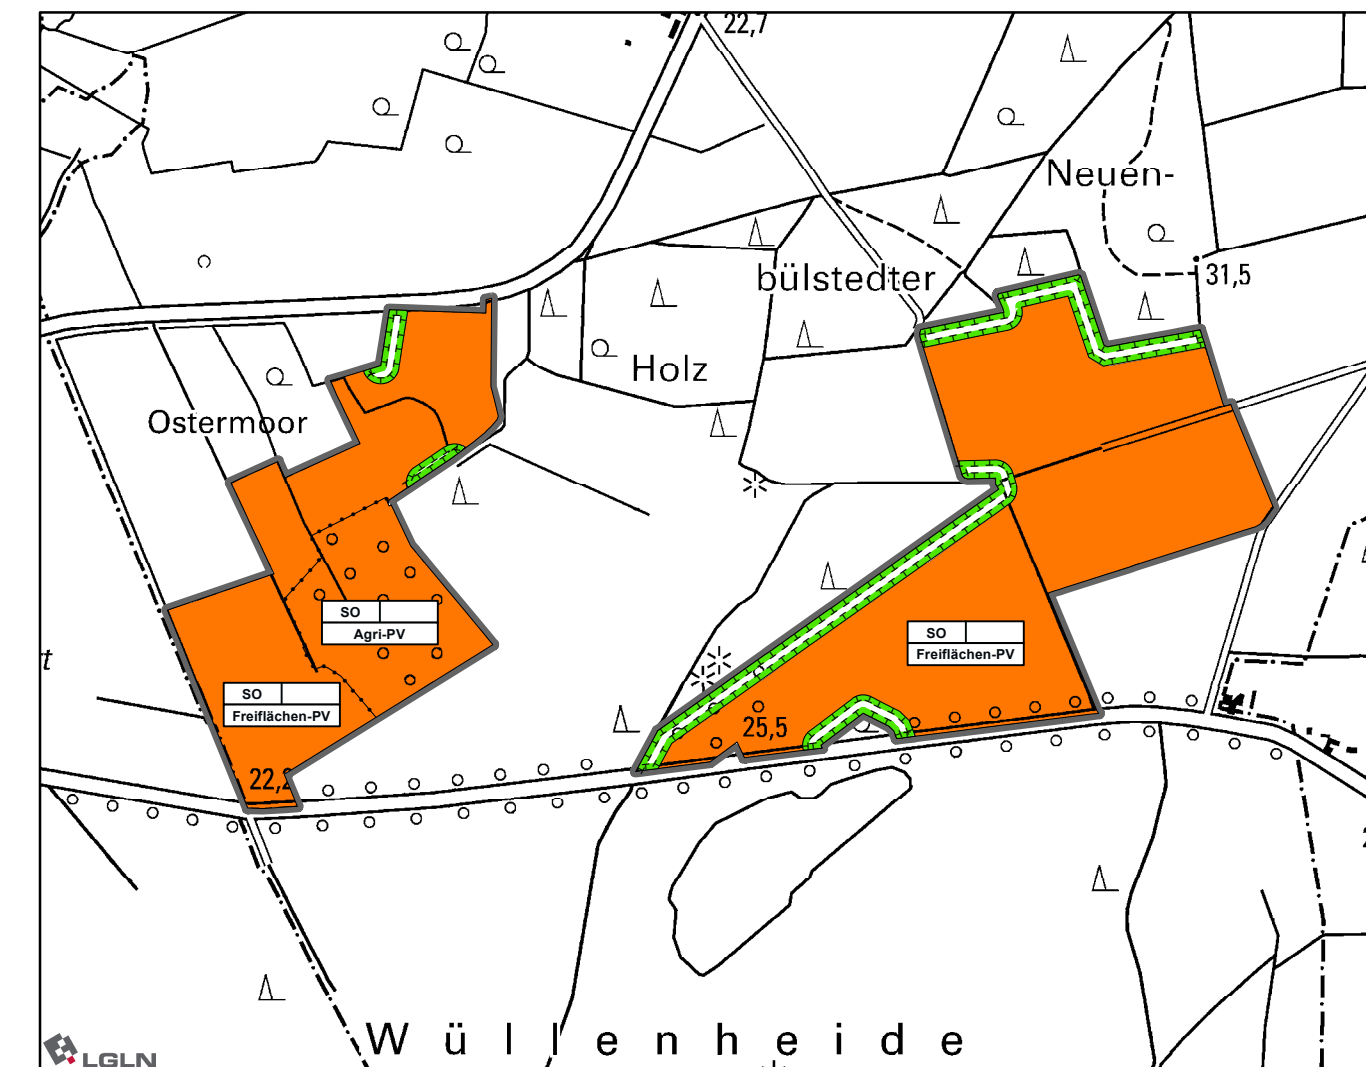 22,7
Neuen-
bülstedter
31,5
Holz
Ostermoor
SO
Agri-PV
SO
Freiflächen-PV
SO
Freiflächen-PV
25,5
Wüllenheide
LGLN